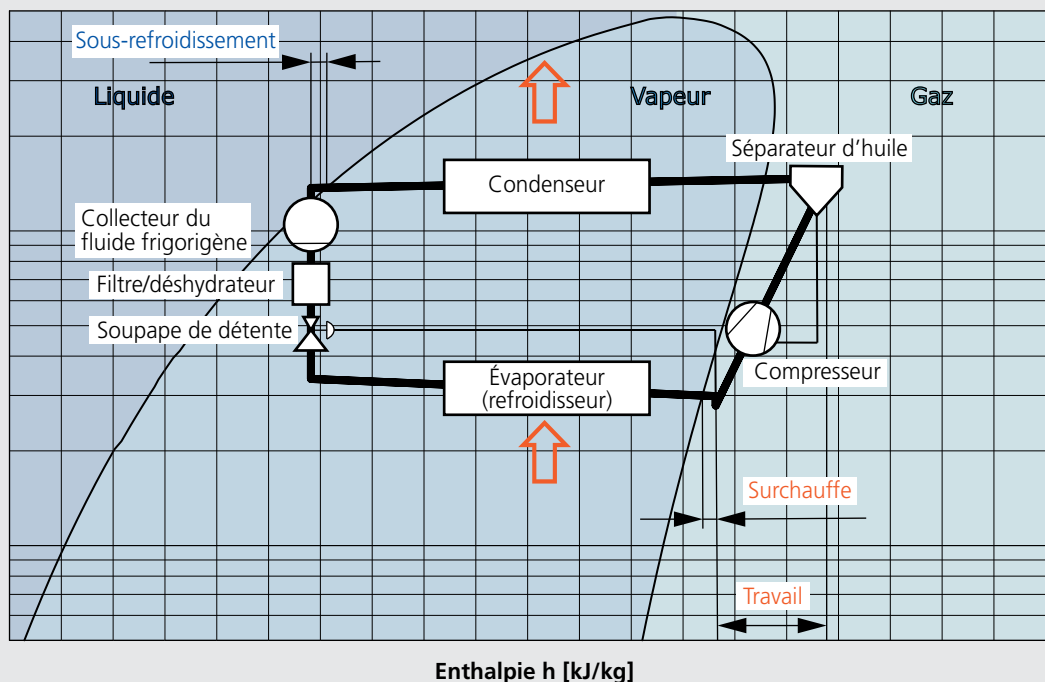 Sous-refroidissement
Liquide
Vapeur
Gaz
Séparateur d’huile
Condenseur
Collecteur du
fluide frigorigène
Filtre/déshydrateur
Soupape de détente
Évaporateur
(refroidisseur)
Compresseur
Surchauffe
Travail
Enthalpie h [kJ/kg]